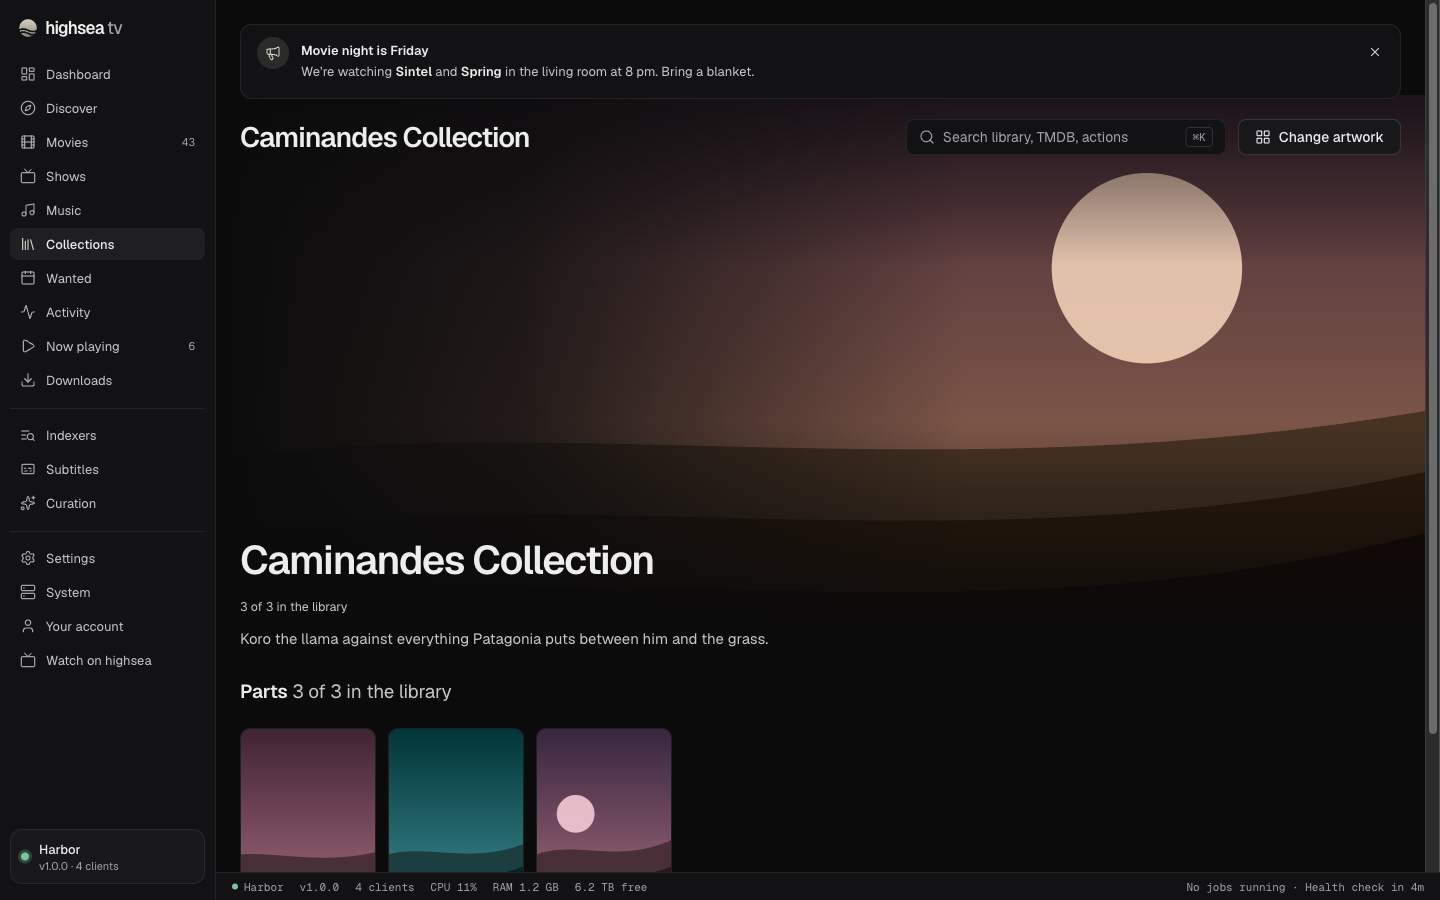 highsea tv
Dashboard
Discover
Movies 43
Shows
Music
Collections
Wanted
Activity
Now playing 6
Downloads
Indexers
Subtitles
Curation
Settings
System
Your account
Watch on highsea
Harbor
v1.0.0 · 4 clients
Movie night is Friday
We're watching Sintel and Spring in the living room at 8 pm. Bring a blanket.
Caminandes Collection
Search library, TMDB, actions ⌘K
Change artwork
Caminandes Collection
3 of 3 in the library
Koro the llama against everything Patagonia puts between him and the grass.
Parts 3 of 3 in the library
Harbor v1.0.0 4 clients CPU 11% RAM 1.2 GB 6.2 TB free
No jobs running · Health check in 4m